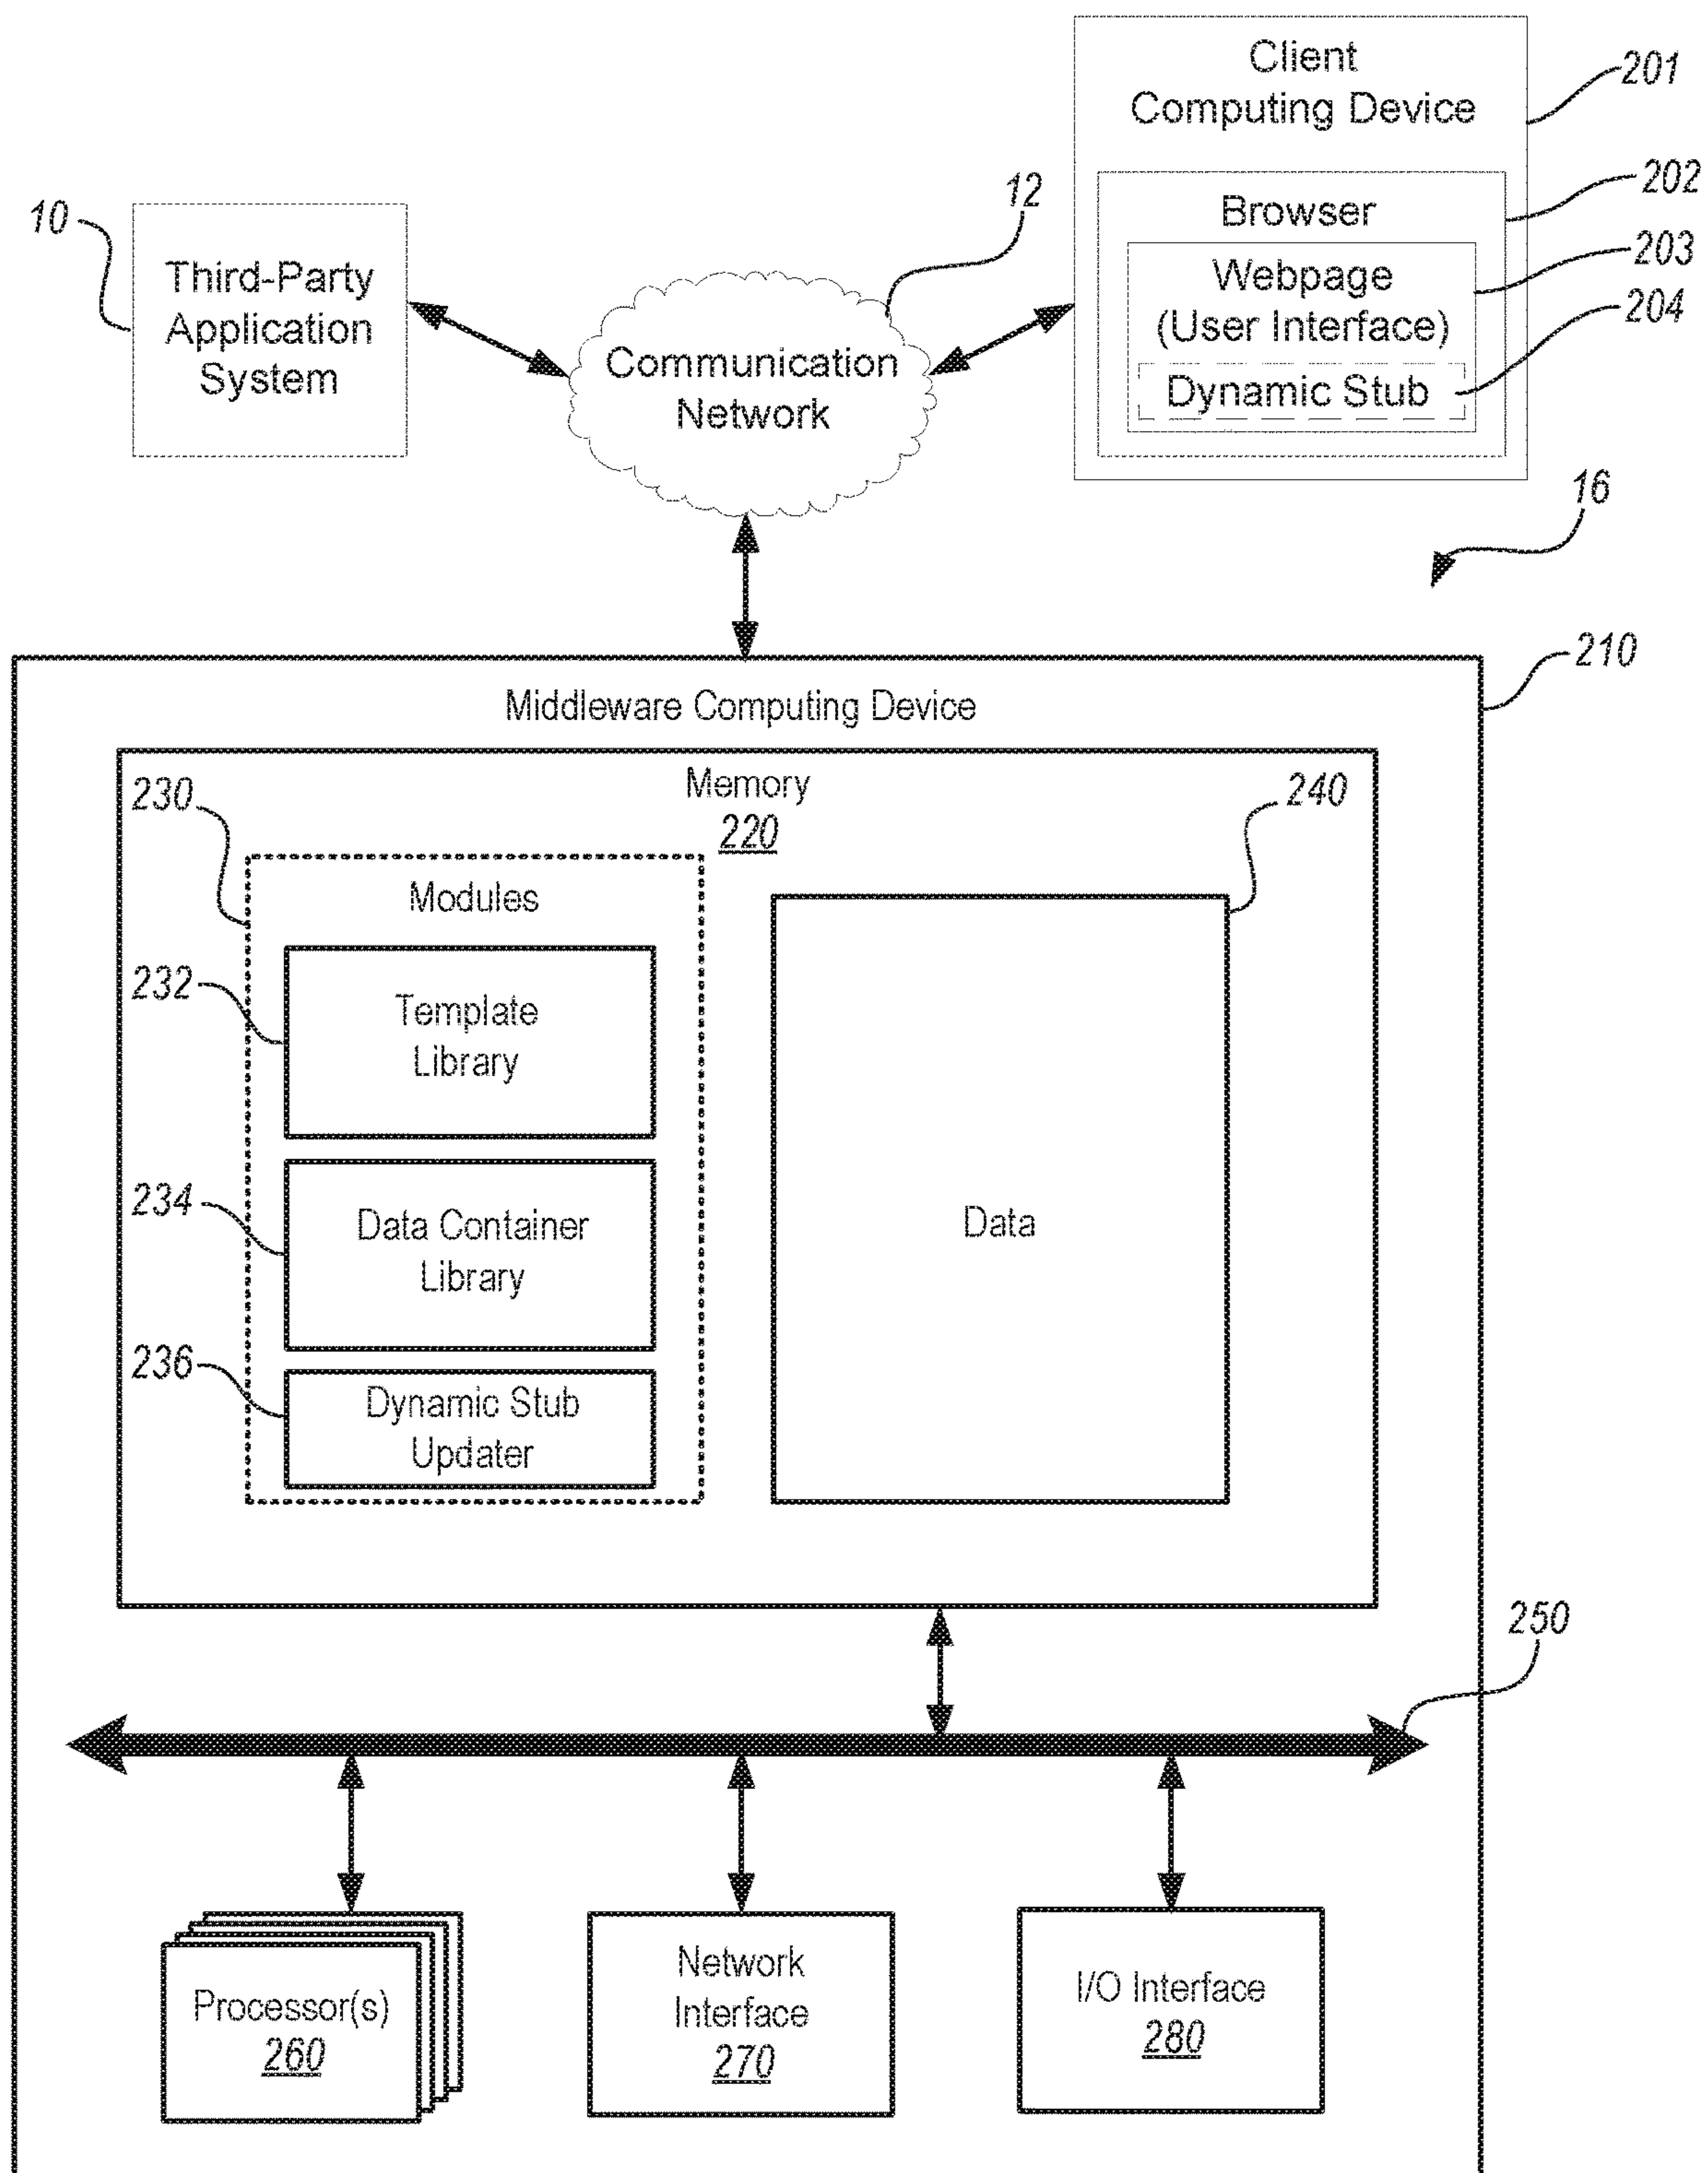 Client
Computing Device
201
202
Browser
203
Webpage
(User Interface)
204
Dynamic Stub
10
Third-Party
Application
System
12
Communication
Network
16
210
Middleware Computing Device
Memory
220
230
240
Modules
232
Template
Library
234
Data Container
Library
Data
236
Dynamic Stub
Updater
250
Processor(s)
260
Network
Interface
270
I/O Interface
280